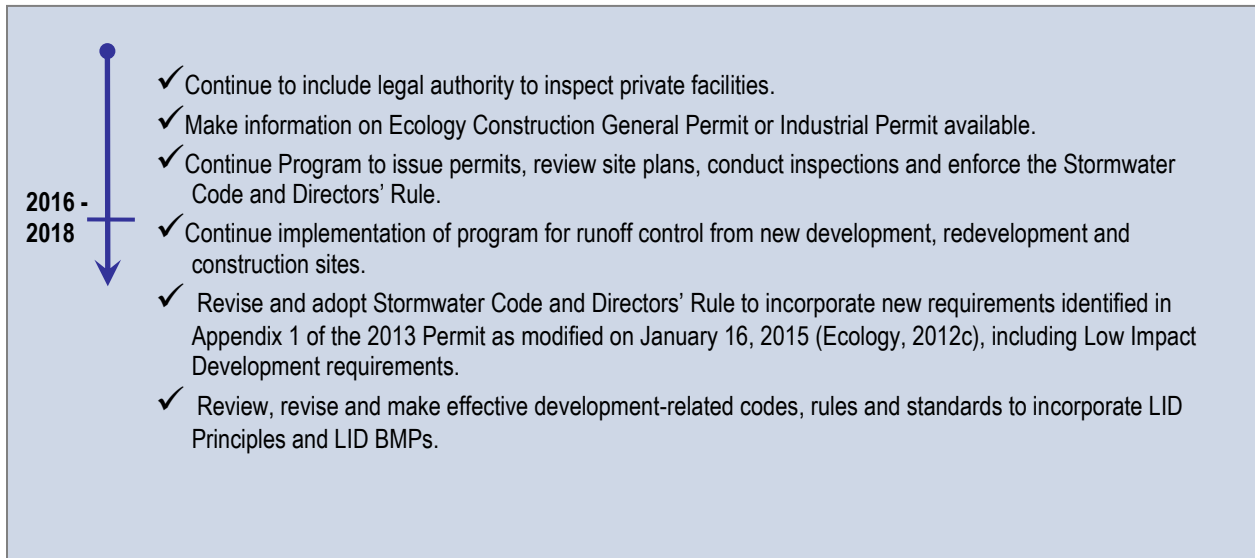 ✓Continue to include legal authority to inspect private facilities.
✓Make information on Ecology Construction General Permit or Industrial Permit available.
✓Continue Program to issue permits, review site plans, conduct inspections and enforce the Stormwater
Code and Directors’ Rule.
2016 -
2018
✓Continue implementation of program for runoff control from new development, redevelopment and
construction sites.
✓ Revise and adopt Stormwater Code and Directors’ Rule to incorporate new requirements identified in
Appendix 1 of the 2013 Permit as modified on January 16, 2015 (Ecology, 2012c), including Low Impact
Development requirements.
✓ Review, revise and make effective development-related codes, rules and standards to incorporate LID
Principles and LID BMPs.